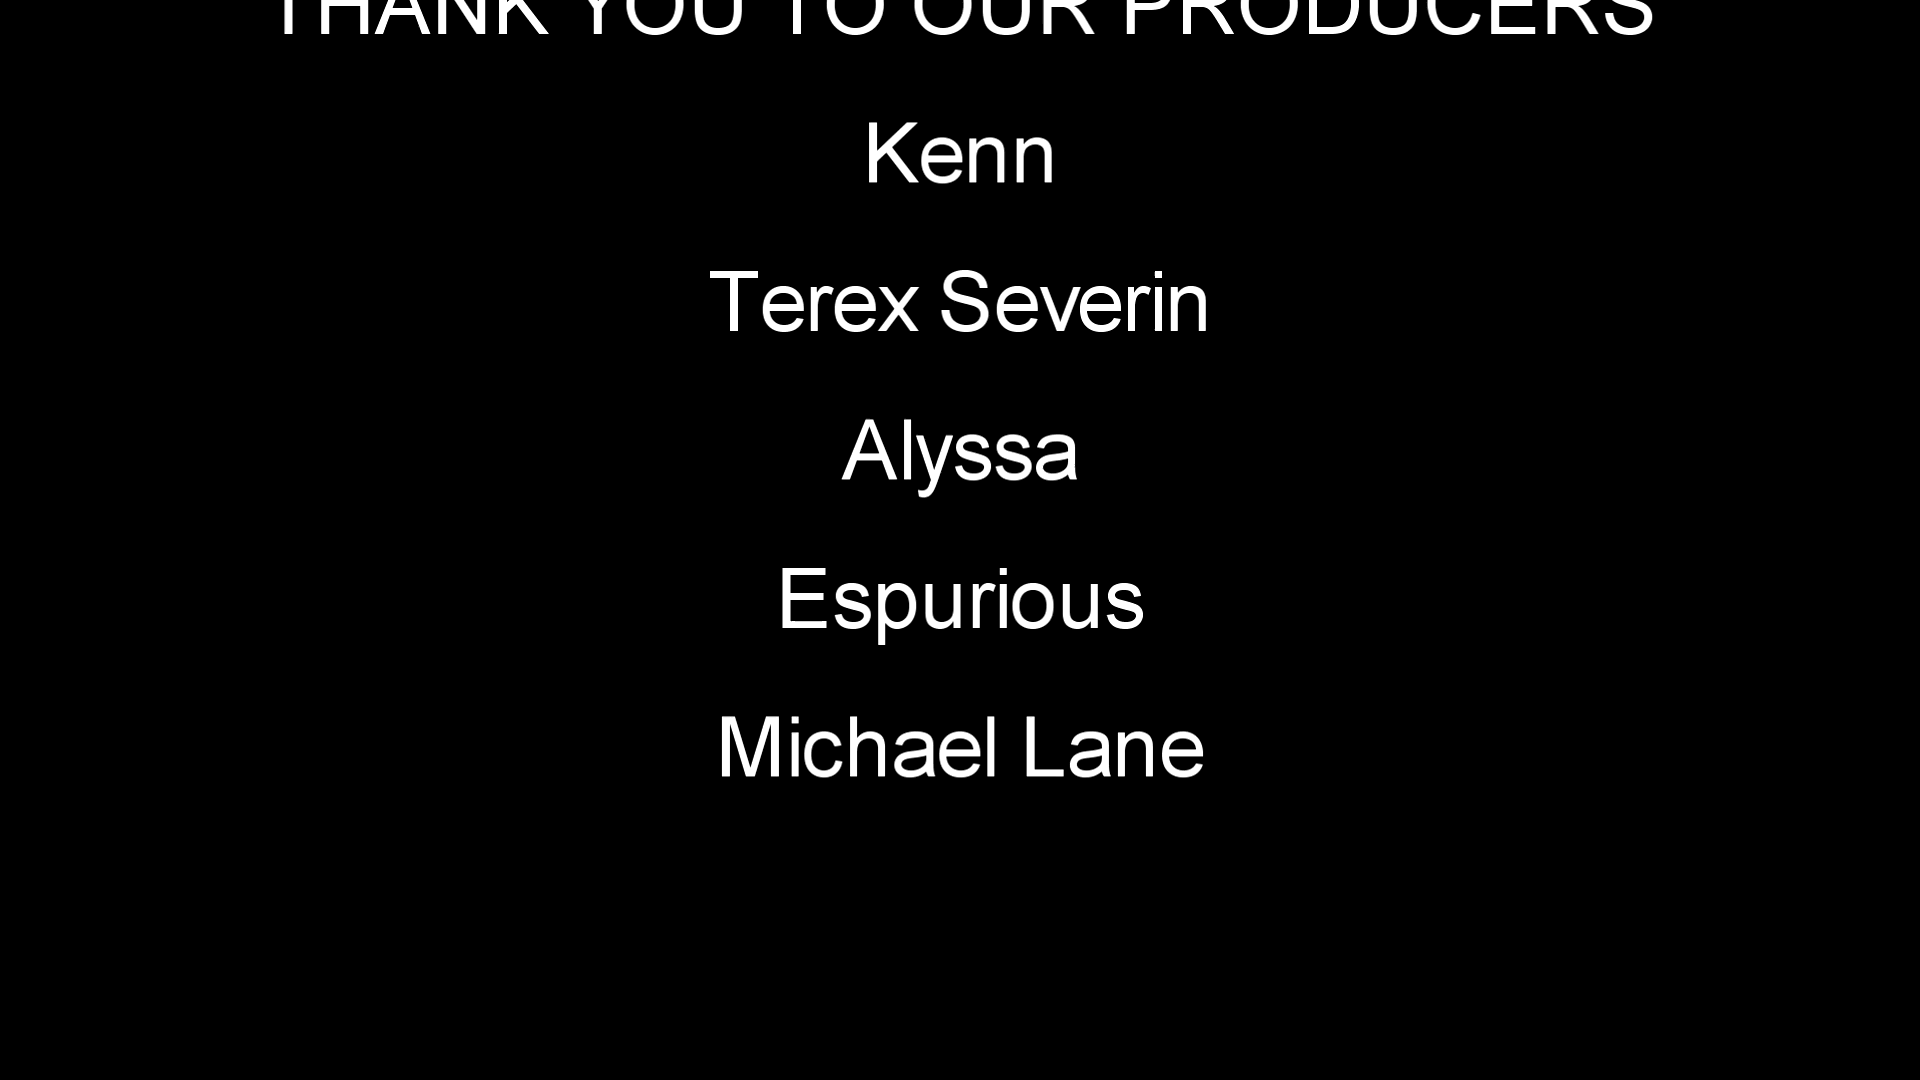 THANK YOU TO OUR PRODUCERS
Kenn
Terex Severin
Alyssa
Espurious
Michael Lane